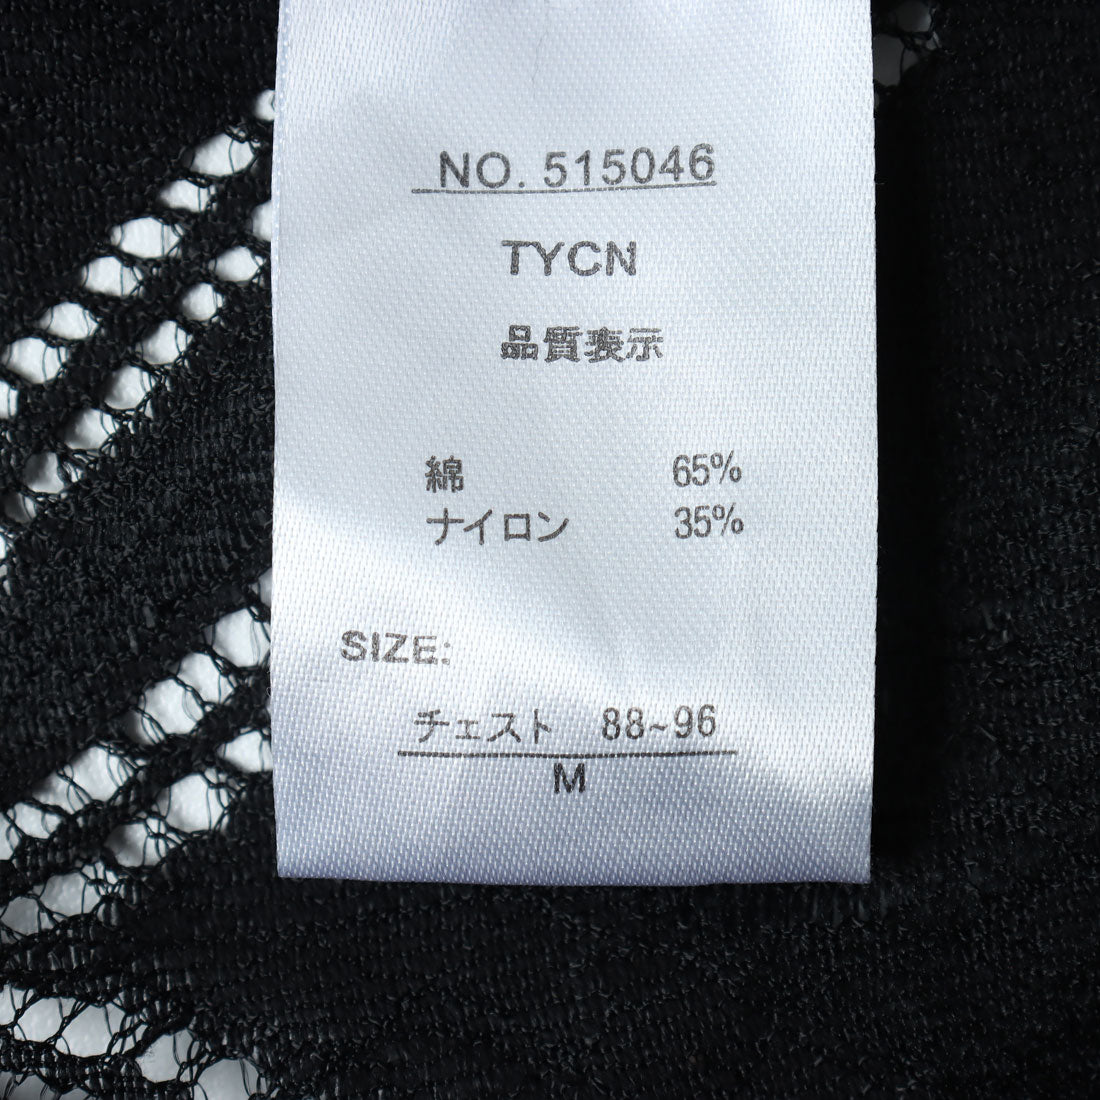 NO. 515046
TYCN
品質表示
綿 65%
ナイロン 35%
SIZE:
チェスト 88~96
M